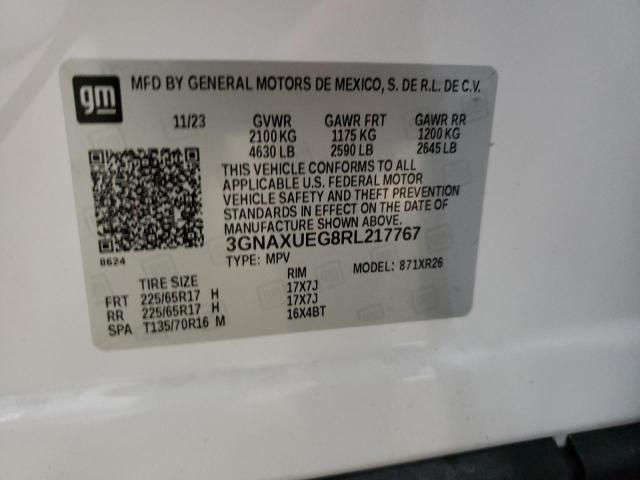 gm
MFD BY GENERAL MOTORS DE MEXICO, S. DE R.L. DE C.V.
11/23 GVWR GAWR FRT GAWR RR
2100 KG 1175 KG 1200 KG
4630 LB 2590 LB 2645 LB
THIS VEHICLE CONFORMS TO ALL
APPLICABLE U.S. FEDERAL MOTOR
VEHICLE SAFETY AND THEFT PREVENTION
STANDARDS IN EFFECT ON THE DATE OF
MANUFACTURE SHOWN ABOVE.
3GNAXUEG8RL217767
8624
TYPE: MPV MODEL: 871XR26
TIRE SIZE RIM
FRT 225/65R17 H 17X7J
RR 225/65R17 H 17X7J
SPA T135/70R16 M 16X4BT